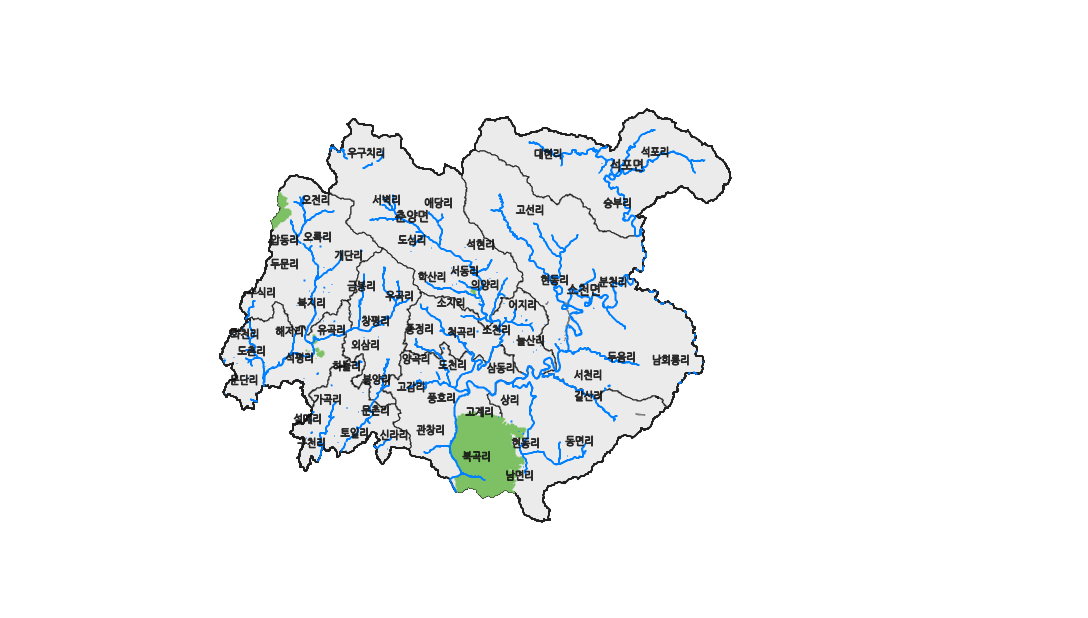 우구치리
대현리
석포리
석포면
오전리
서벽리
애당리
춘양면
고선리
승부리
압동리
오록리
도심리
석현리
개단리
두문리
학산리
서동리
의양리
현동리
소천면
분천리
수식리
북지리
금봉리
우곡리
소지리
어지리
해저리
유곡리
창평리
풍정리
척곡리
소천리
늘산리
도촌리
석평리
외삼리
양곡리
도천리
삼동리
두음리
남회룡리
하눌리
문단리
봉양리
고감리
서천리
갈산리
가곡리
풍호리
상리
문촌리
고계리
설매리
토일리
신라리
관창리
구천리
현동리
동면리
북곡리
남면리